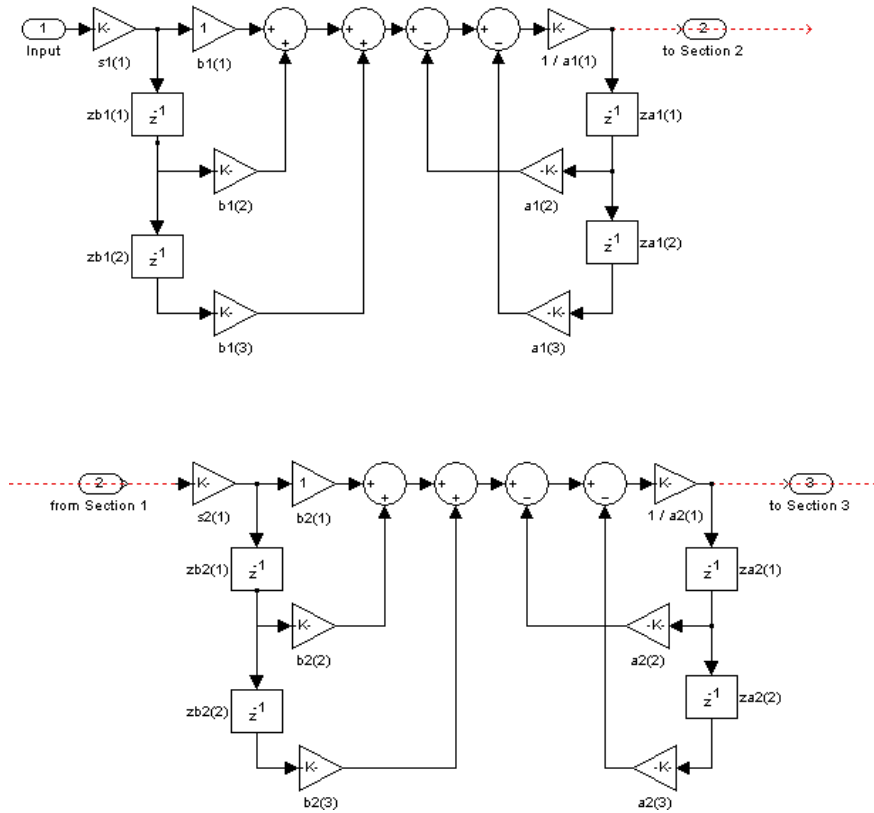 1 K- 1 + + + + + − + − K- 2
Input s1(1) b1(1) 1 / a1(1) to Section 2
zb1(1) z-1 z-1 za1(1)
K- -K-
b1(2) a1(2)
zb1(2) z-1 z-1 za1(2)
K- -K-
b1(3) a1(3)
2 K- 1 + + + + + − + − K- 3
from Section 1 s2(1) b2(1) 1 / a2(1) to Section 3
zb2(1) z-1 z-1 za2(1)
-K- -K-
b2(2) a2(2)
zb2(2) z-1 z-1 za2(2)
-K- -K-
b2(3) a2(3)